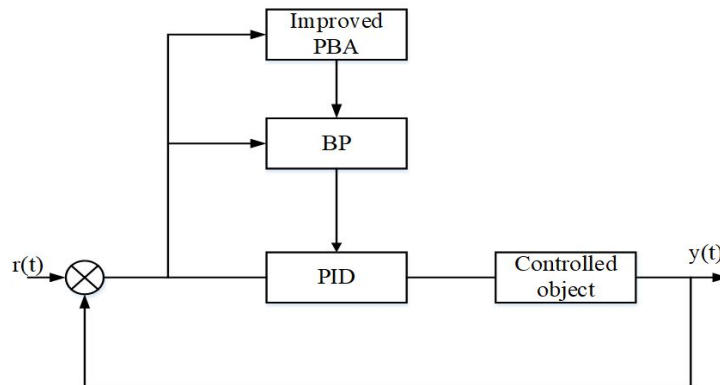 Improved
PBA
BP
r(t)
PID
Controlled
object
y(t)